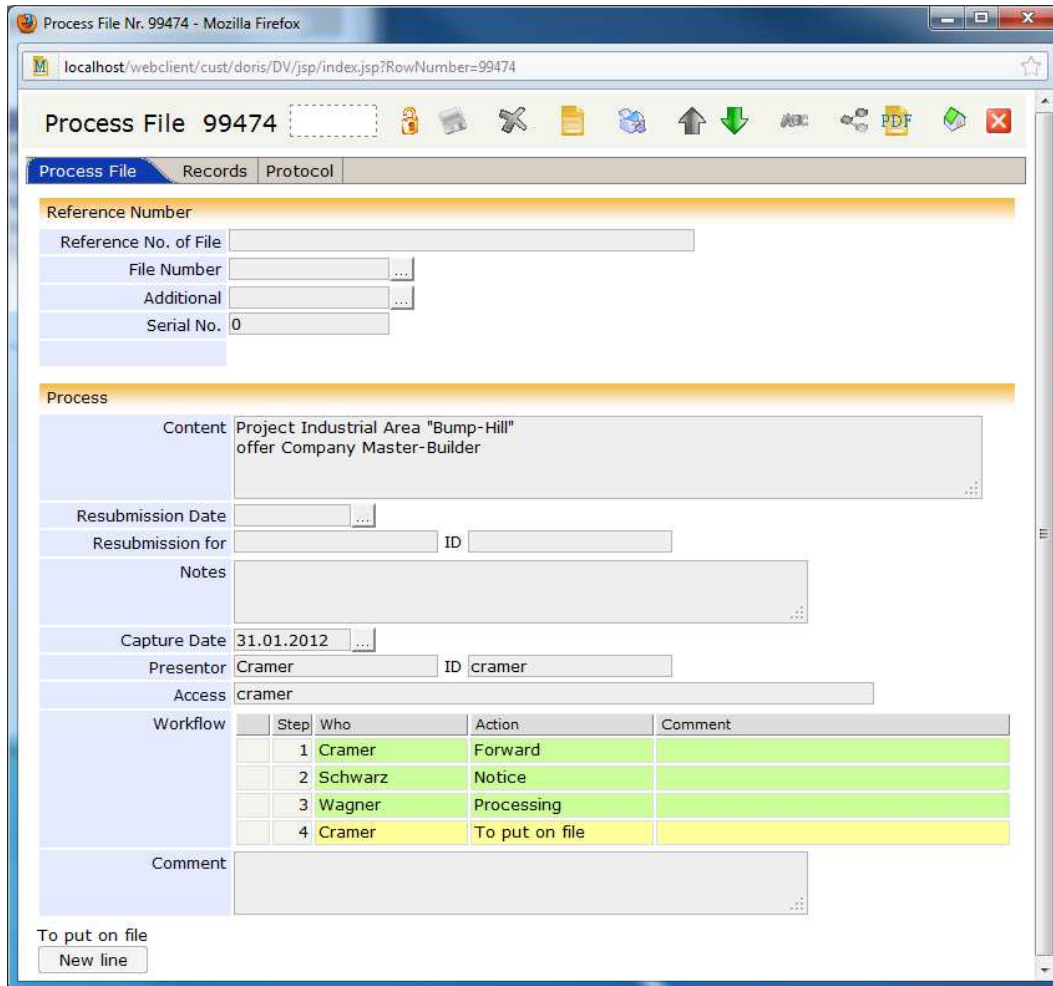 Process File Nr. 99474 - Mozilla Firefox
localhost/webclient/cust/doris/DV/jsp/index.jsp?RowNumber=99474
Process File 99474
ABC
PDF
Process File Records Protocol
Reference Number
Reference No. of File
File Number ...
Additional ...
Serial No. 0
Process
Content Project Industrial Area "Bump-Hill"
offer Company Master-Builder
Resubmission Date ...
Resubmission for ID
Notes
Capture Date 31.01.2012 ...
Presentor Cramer ID cramer
Access cramer
Workflow Step Who Action Comment
1 Cramer Forward
2 Schwarz Notice
3 Wagner Processing
4 Cramer To put on file
Comment
To put on file
New line